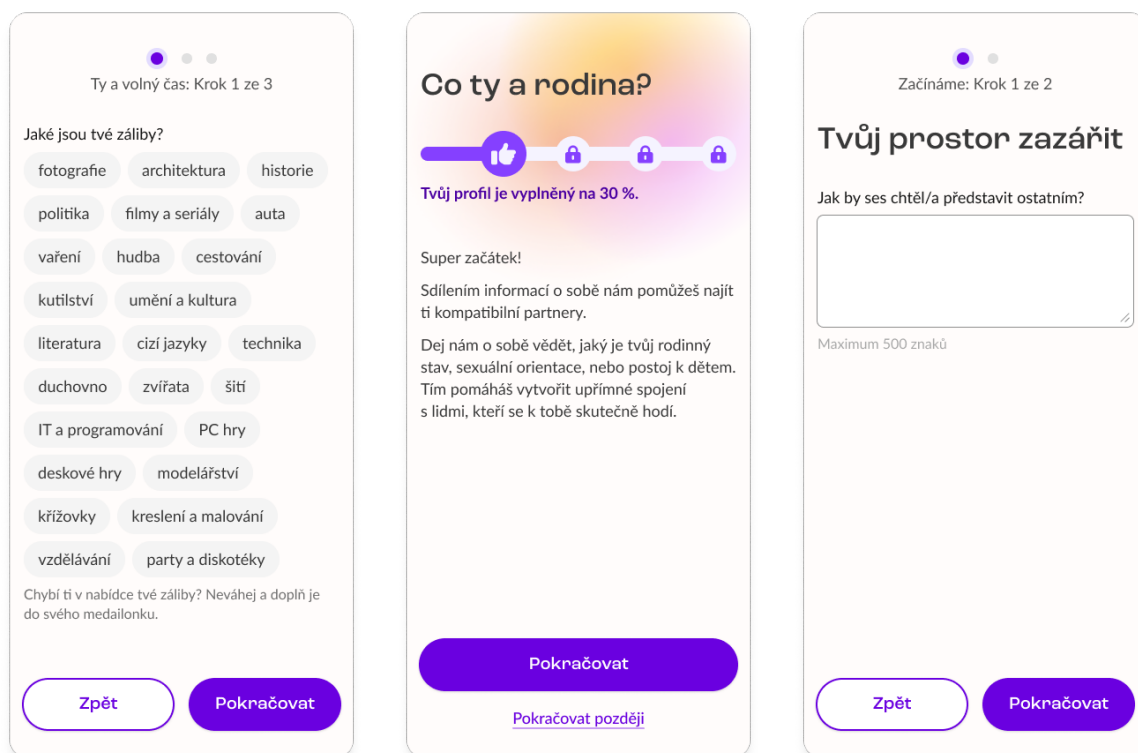 Ty a volný čas: Krok 1 ze 3
Jaké jsou tvé záliby?
fotografie architektura historie
politika filmy a seriály auta
vaření hudba cestování
kutilství umění a kultura
literatura cizí jazyky technika
duchovno zvířata šití
IT a programování PC hry
deskové hry modelářství
křížovky kreslení a malování
vzdělávání party a diskotéky
Chybí ti v nabídce tvé záliby? Neváhej a doplň je
do svého medailonku.
Zpět Pokračovat
Co ty a rodina?
Tvůj profil je vyplněný na 30 %.
Super začátek!
Sdílením informací o sobě nám pomůžeš najít
ti kompatibilní partnery.
Dej nám o sobě vědět, jaký je tvůj rodinný
stav, sexuální orientace, nebo postoj k dětem.
Tím pomáháš vytvořit upřímné spojení
s lidmi, kteří se k tobě skutečně hodí.
Pokračovat
Pokračovat později
Začínáme: Krok 1 ze 2
Tvůj prostor zazářit
Jak by ses chtěl/a představit ostatním?
Maximum 500 znaků
Zpět Pokračovat